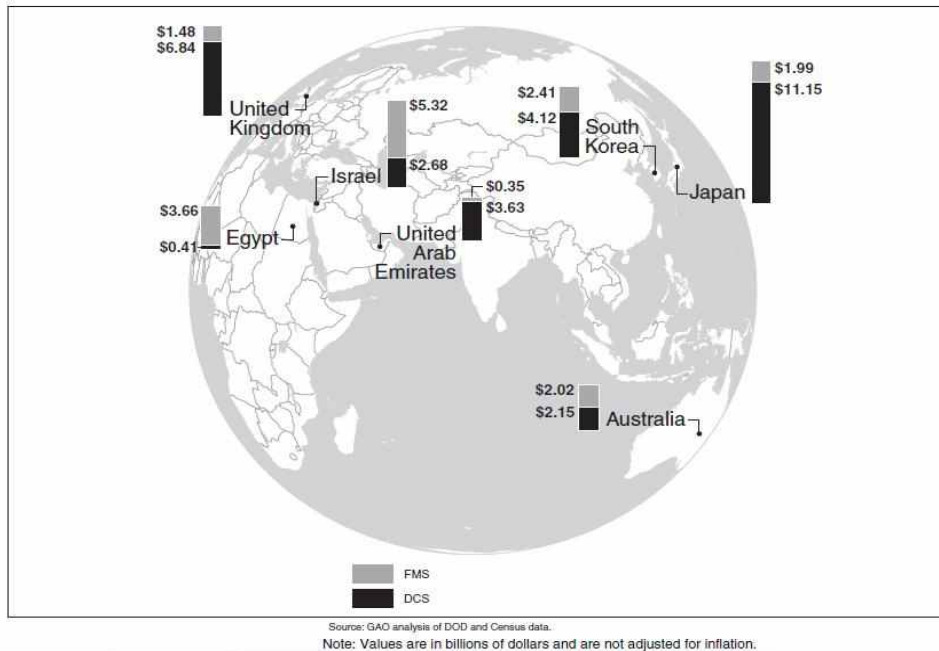 $1.48
$6.84
United
Kingdom
$5.32
$2.68
Israel
$2.41
$4.12
South
Korea
$1.99
$11.15
Japan
$0.35
$3.63
United
Arab
Emirates
$3.66
$0.41
Egypt
$2.02
$2.15
Australia
FMS
DCS
Source: GAO analysis of DOD and Census data.
Note: Values are in billions of dollars and are not adjusted for inflation.